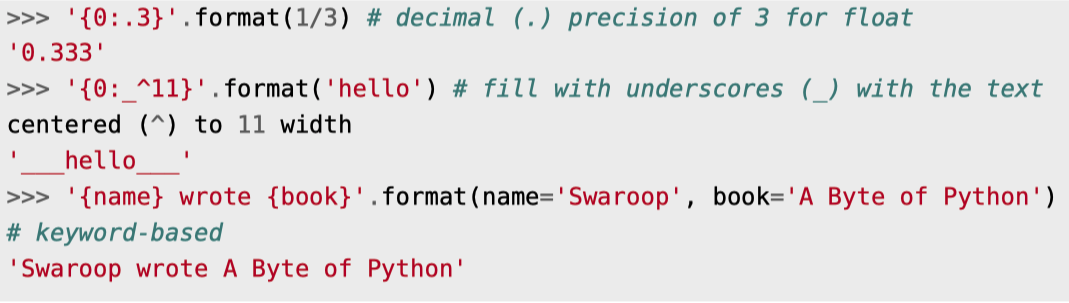 >>> '{0:.3}'.format(1/3) # decimal (.) precision of 3 for float
'0.333'
>>> '{0:_^11}'.format('hello') # fill with underscores (_) with the text
centered (^) to 11 width
'___hello___'
>>> '{name} wrote {book}'.format(name='Swaroop', book='A Byte of Python')
# keyword-based
'Swaroop wrote A Byte of Python'